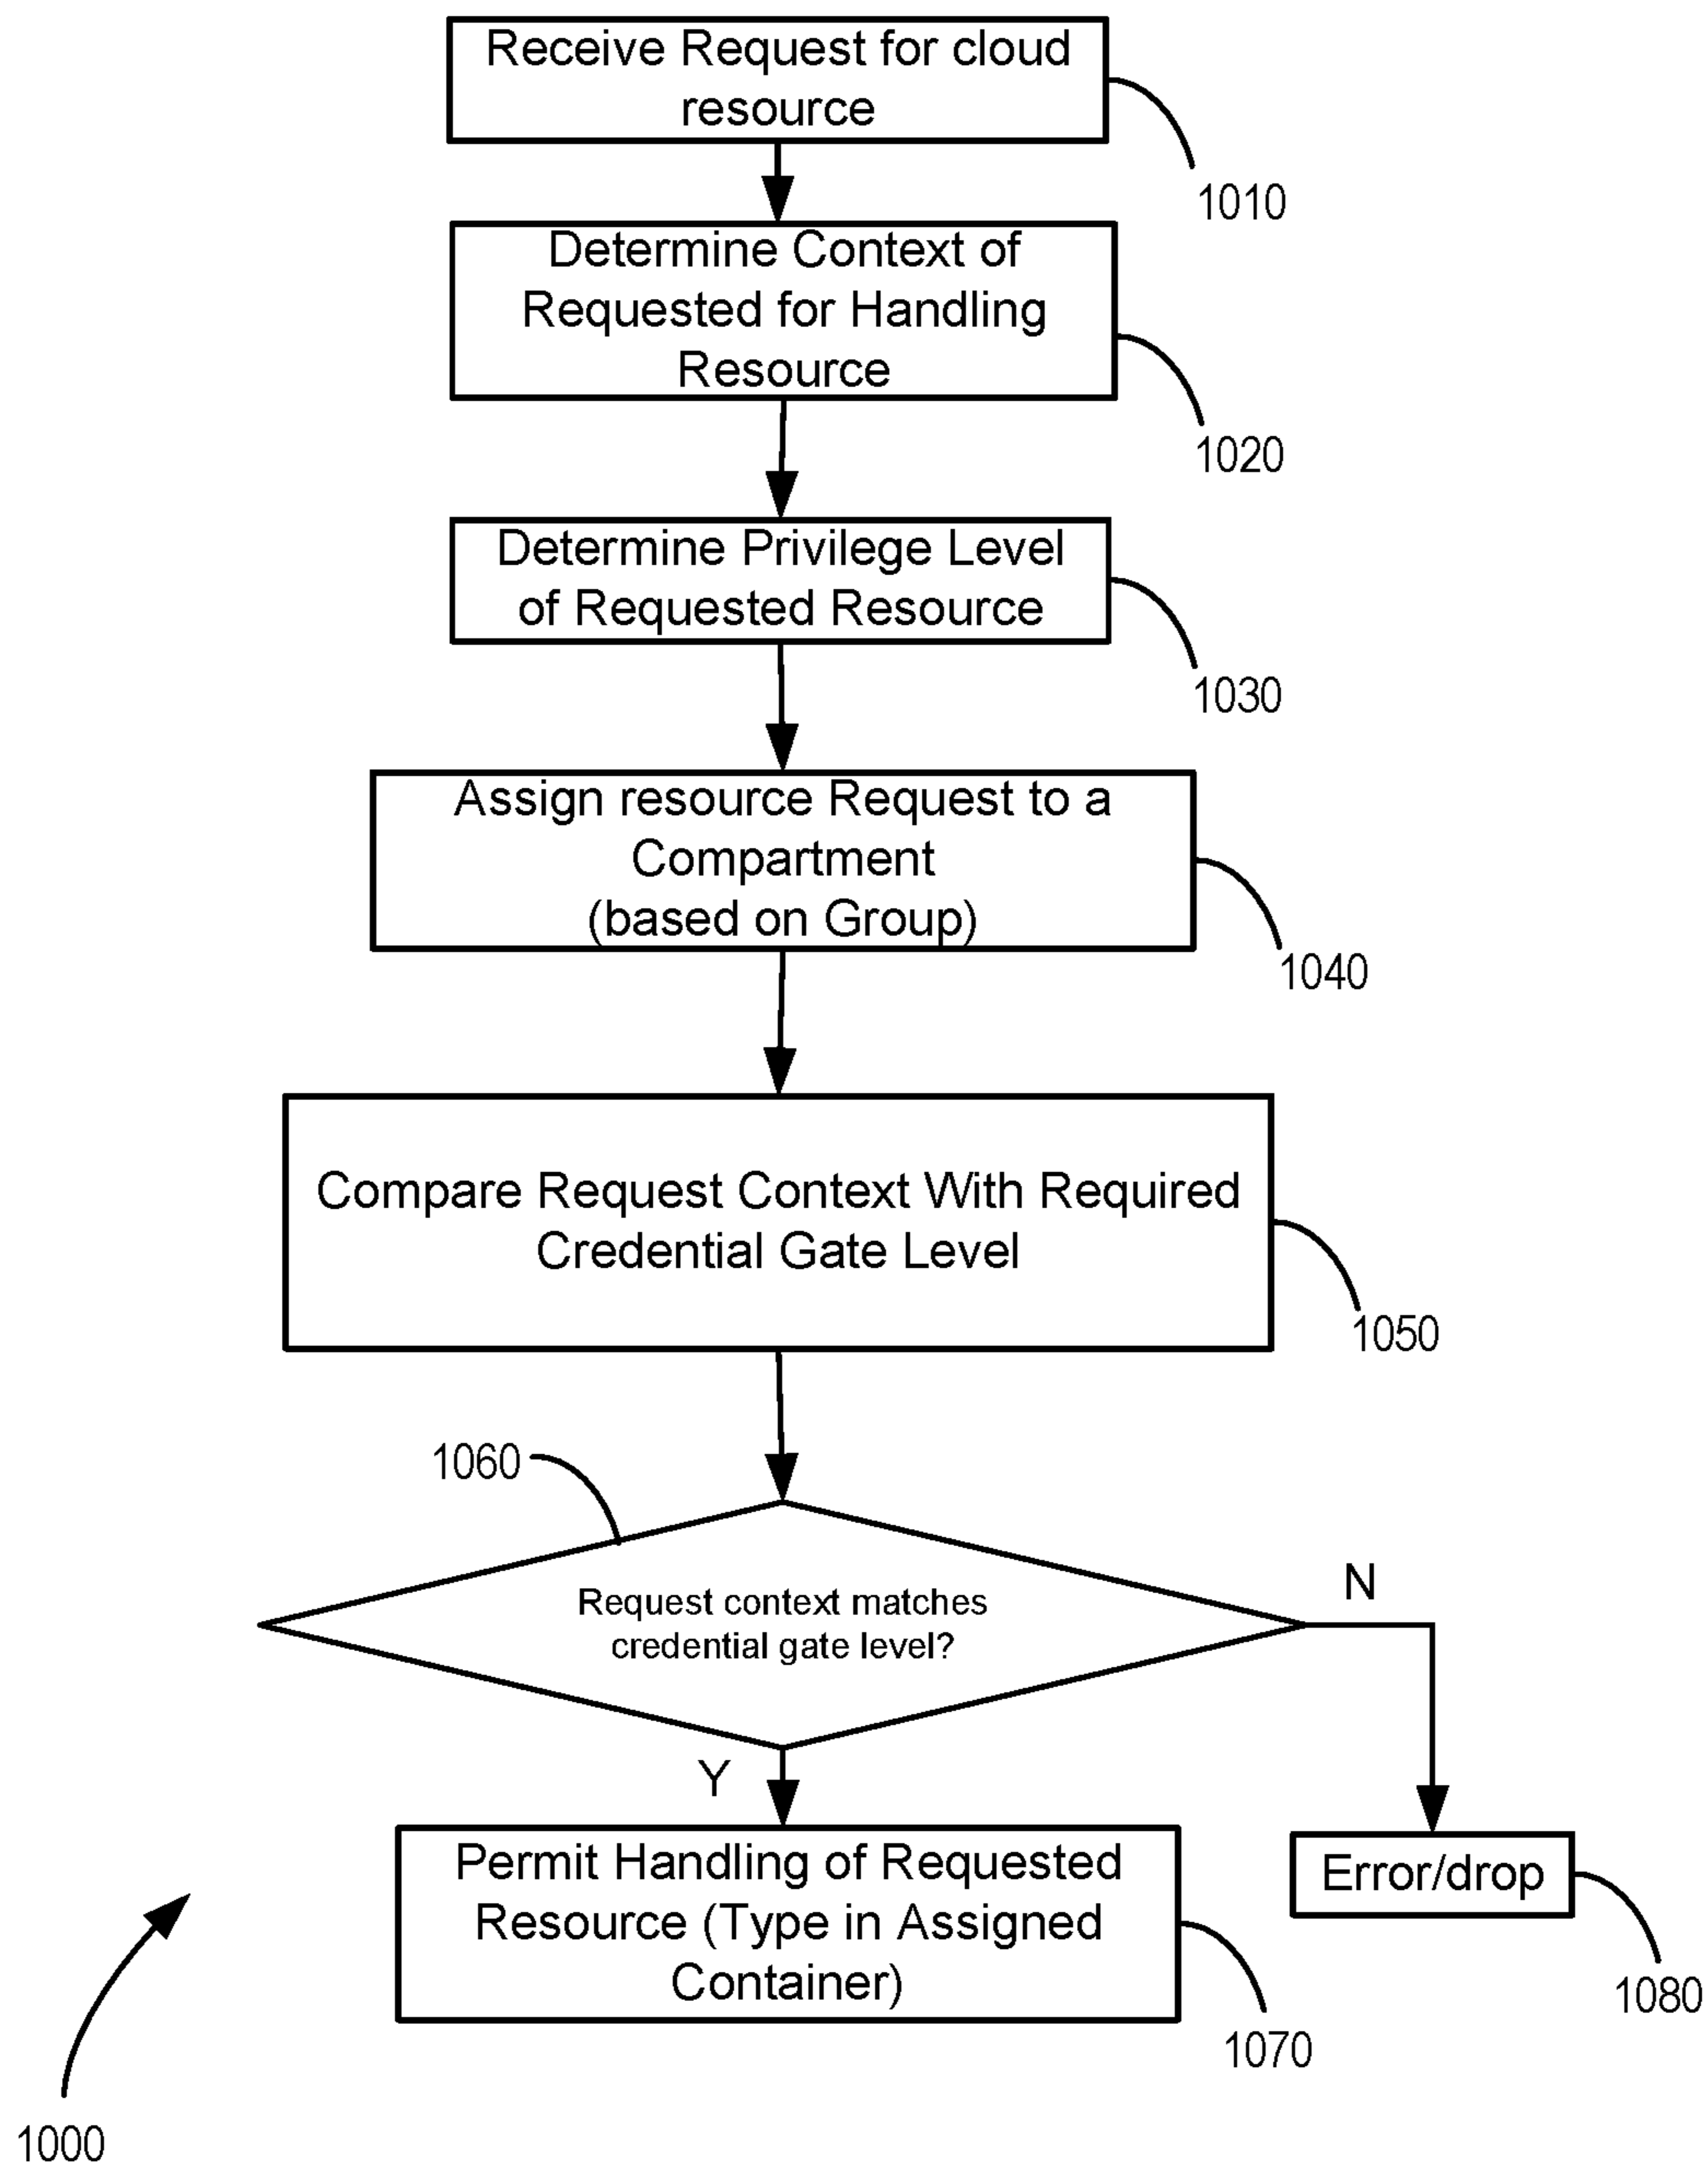 Receive Request for cloud
resource
1010
Determine Context of
Requested for Handling
Resource
1020
Determine Privilege Level
of Requested Resource
1030
Assign resource Request to a
Compartment
(based on Group)
1040
Compare Request Context With Required
Credential Gate Level
1050
1060
Request context matches
credential gate level?
N
Y
Permit Handling of Requested
Resource (Type in Assigned
Container)
1070
Error/drop
1080
1000